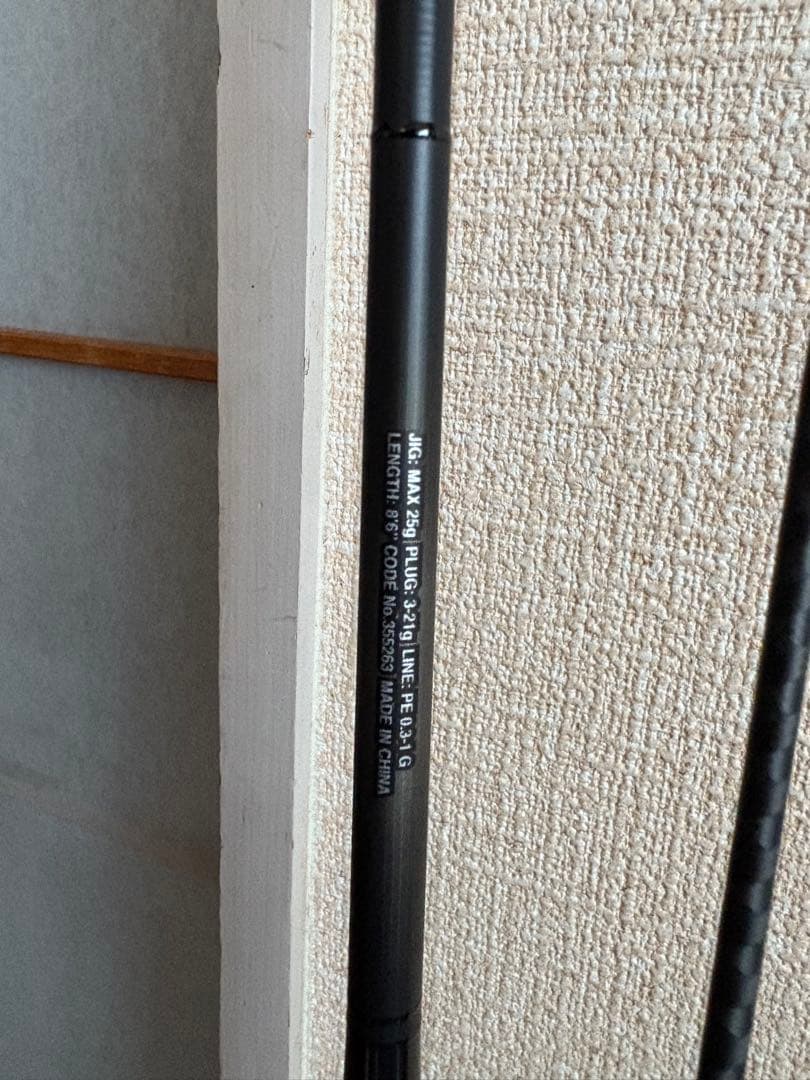 JIG: MAX 25g|PLUG: 3-21g|LINE: PE 0.3-1 G
LENGTH: 8'6" CODE No.355263|MADE IN CHINA